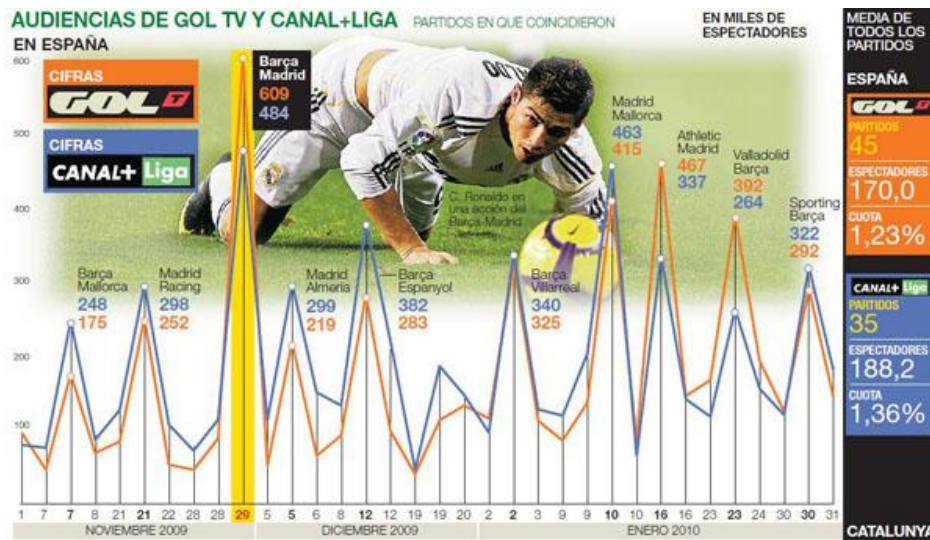 AUDIENCIAS DE GOL TV Y CANAL+LIGA PARTIDOS EN QUE COINCIDIERON
EN ESPAÑA
EN MILES DE
ESPECTADORES
CIFRAS
GOL T
CIFRAS
CANAL+ Liga
600
500
400
300
200
100
Barça
Mallorca
248
175
Madrid
Racing
298
252
Barça
Madrid
609
484
Madrid
Almería
299
219
Barça
Espanyol
382
283
C. Ronaldo en
una acción del
Barça-Madrid
Barça
Villarreal
340
325
Madrid
Mallorca
463
415
Athletic
Madrid
467
337
Valladolid
Barça
392
264
Sporting
Barça
322
292
1 7 7 8 21 21 22 28 28 29 5 5 6 8 12 12 19 19 20 2 2 3 9 9 10 10 16 16 23 23 24 30 30 31
NOVIEMBRE 2009 DICIEMBRE 2009 ENERO 2010
MEDIA DE
TODOS LOS
PARTIDOS
ESPAÑA
GOL T
PARTIDOS
45
ESPECTADORES
170,0
CUOTA
1,23%
CANAL+ Liga
PARTIDOS
35
ESPECTADORES
188,2
CUOTA
1,36%
CATALUNYA